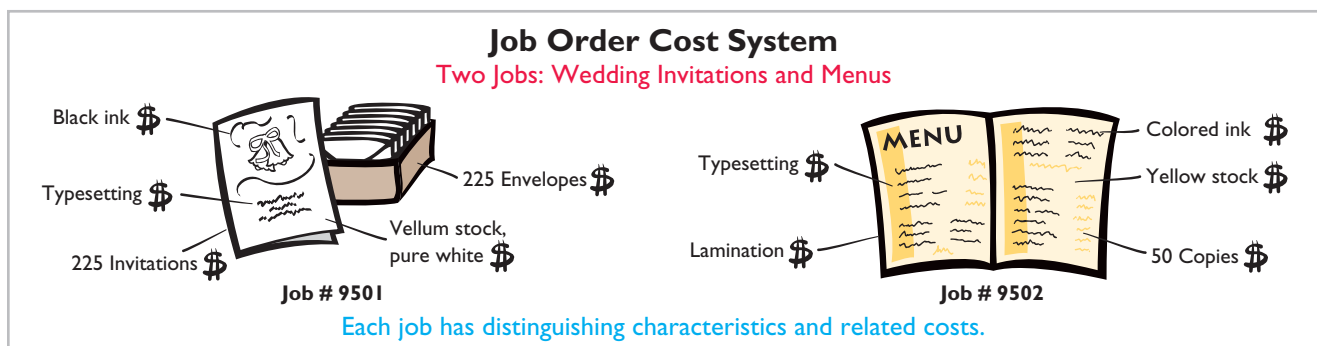 Job Order Cost System
Two Jobs: Wedding Invitations and Menus
Black ink $
Typesetting $
225 Invitations $
225 Envelopes $
Vellum stock,
pure white $
Job # 9501
MENU
Typesetting $
Lamination $
Colored ink $
Yellow stock $
50 Copies $
Job # 9502
Each job has distinguishing characteristics and related costs.